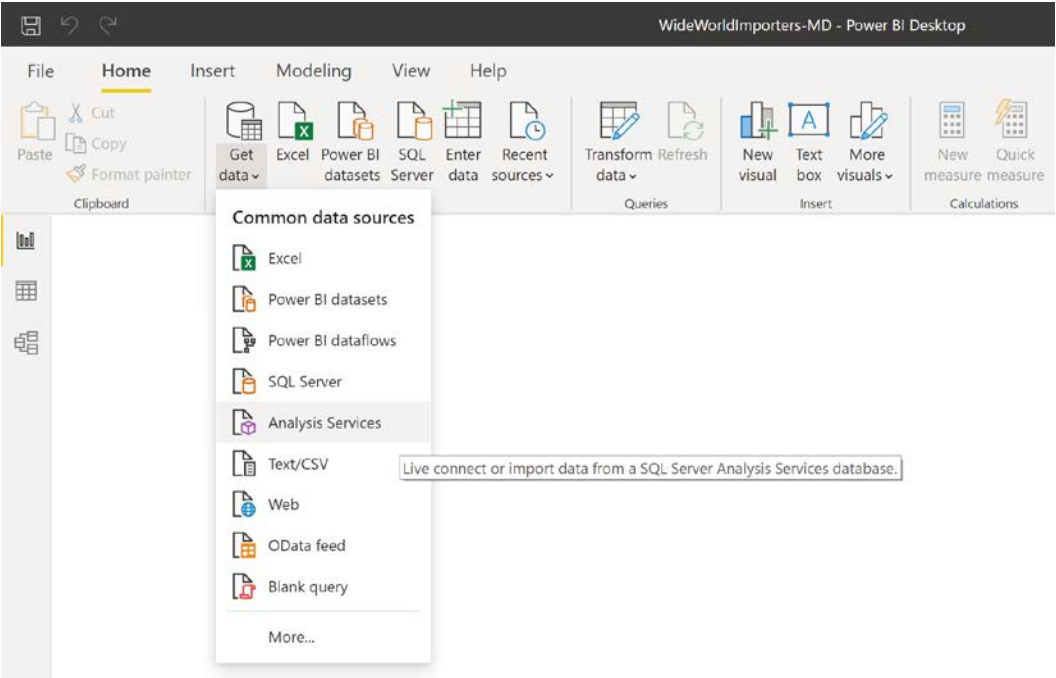 WideWorldImporters-MD - Power BI Desktop
File Home Insert Modeling View Help
Paste
Cut
Copy
Format painter
Clipboard
Get data
Excel
Power BI datasets
SQL Server
Enter data
Recent sources
Transform data
Refresh
Queries
New visual
A
Text box
More visuals
Insert
New measure
Quick measure
Calculations
Common data sources
Excel
Power BI datasets
Power BI dataflows
SQL Server
Analysis Services
Live connect or import data from a SQL Server Analysis Services database.
Text/CSV
Web
OData feed
Blank query
More...